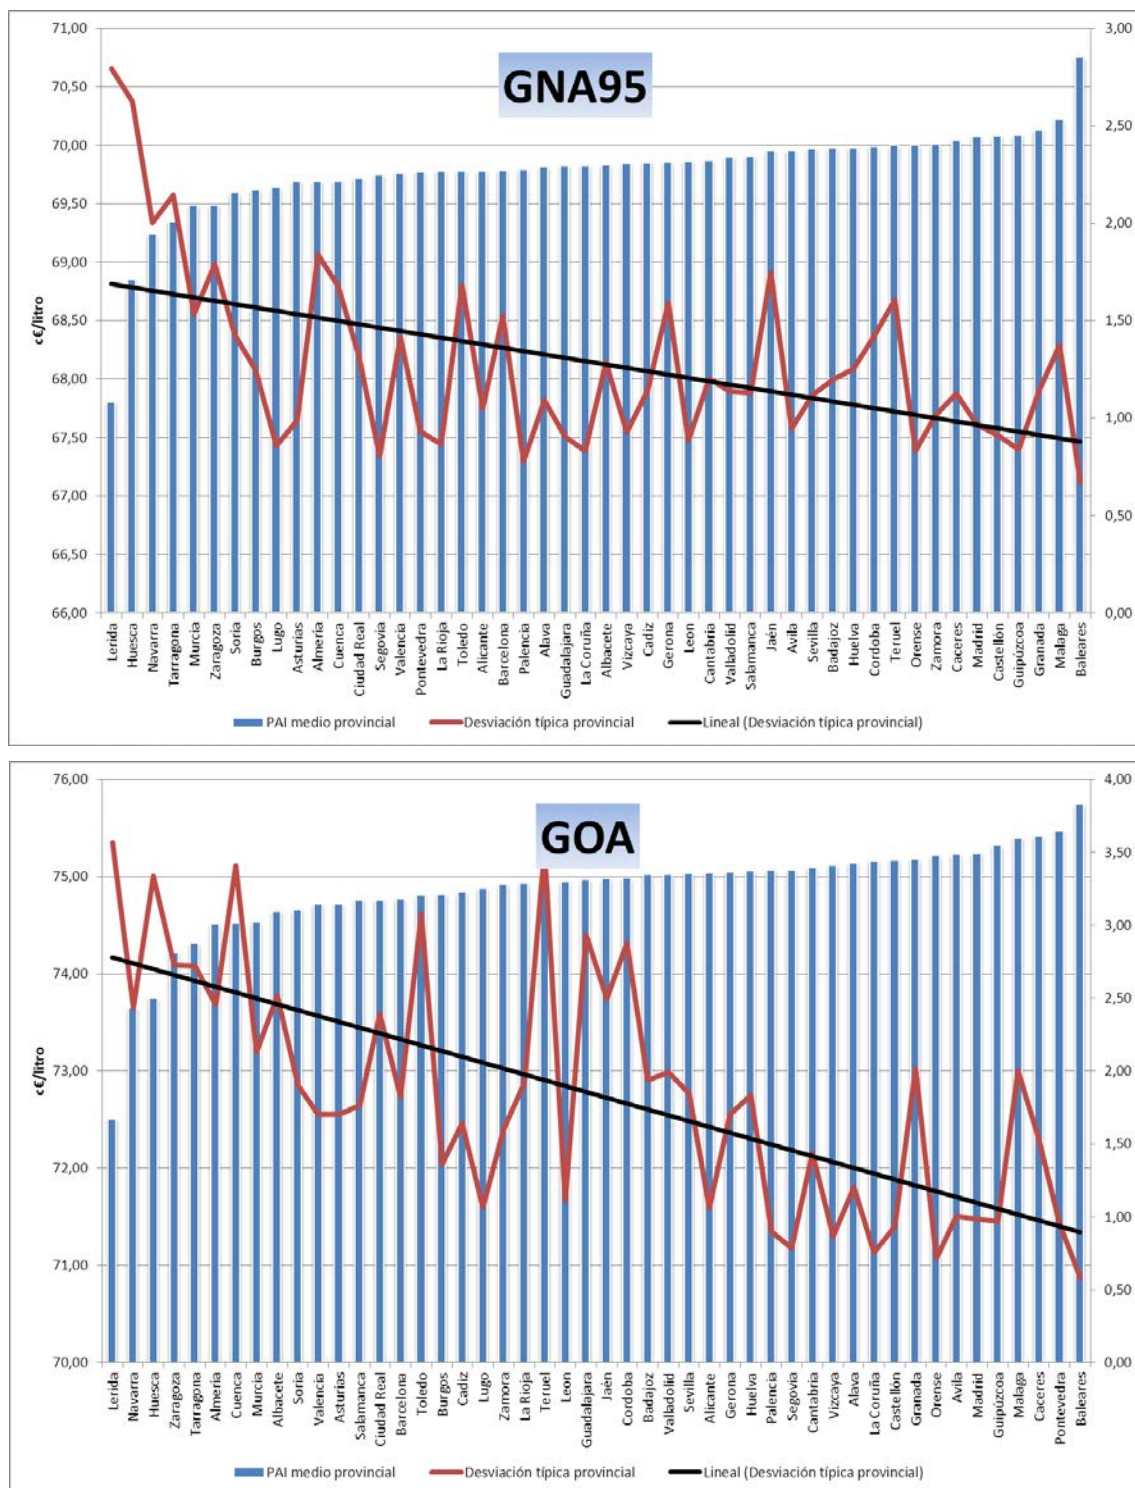 GNA95
71,00
70,50
70,00
69,50
69,00
68,50
68,00
67,50
67,00
66,50
66,00
c€/litro
3,00
2,50
2,00
1,50
1,00
0,50
0,00
Lerida
Huesca
Navarra
Tarragona
Murcia
Zaragoza
Soria
Burgos
Lugo
Asturias
Almeria
Cuenca
Ciudad Real
Segovia
Valencia
Pontevedra
La Rioja
Toledo
Alicante
Barcelona
Palencia
Alava
Guadalajara
La Coruña
Albacete
Vizcaya
Cadiz
Gerona
Leon
Cantabria
Valladolid
Salamanca
Jaén
Avila
Sevilla
Badajoz
Huelva
Cordoba
Teruel
Orense
Zamora
Caceres
Madrid
Castellón
Guipúzcoa
Granada
Malaga
Baleares
PAI medio provincial
Desviación típica provincial
Lineal (Desviación típica provincial)
GOA
76,00
75,00
74,00
73,00
72,00
71,00
70,00
c€/litro
4,00
3,50
3,00
2,50
2,00
1,50
1,00
0,50
0,00
Lerida
Navarra
Huesca
Zaragoza
Tarragona
Almeria
Cuenca
Murcia
Albacete
Soria
Valencia
Asturias
Salamanca
Ciudad Real
Barcelona
Toledo
Burgos
Cadiz
Lugo
Zamora
La Rioja
Teruel
Leon
Guadalajara
Jaén
Cordoba
Badajoz
Valladolid
Sevilla
Alicante
Gerona
Huelva
Palencia
Segovia
Cantabria
Vizcaya
Alava
La Coruña
Castellón
Granada
Orense
Avila
Madrid
Guipúzcoa
Malaga
Caceres
Pontevedra
Baleares
PAI medio provincial
Desviación típica provincial
Lineal (Desviación típica provincial)